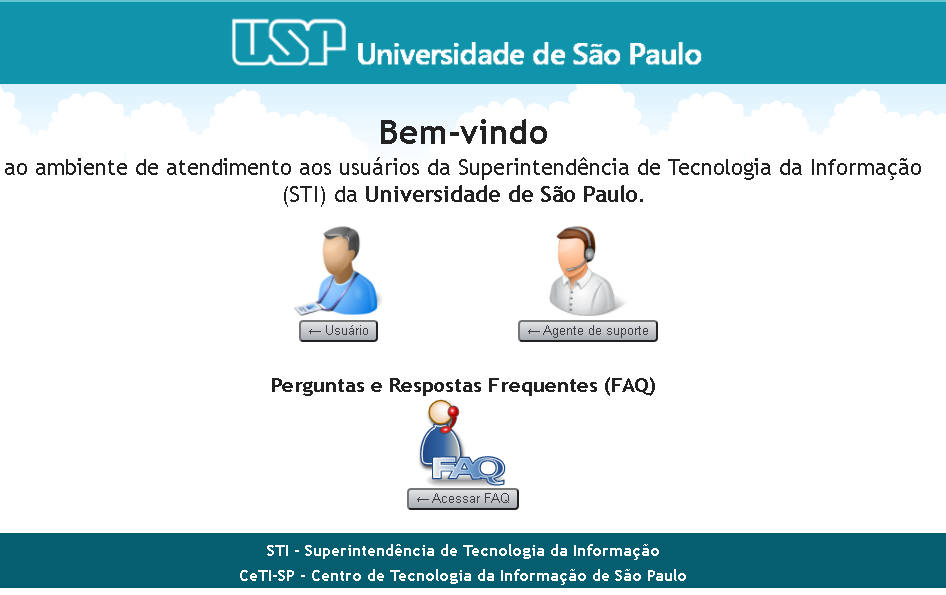 USP Universidade de São Paulo
Bem-vindo
ao ambiente de atendimento aos usuários da Superintendência de Tecnologia da Informação
(STI) da Universidade de São Paulo.
← Usuário
← Agente de suporte
Perguntas e Respostas Frequentes (FAQ)
FAQ
← Acessar FAQ
STI - Superintendência de Tecnologia da Informação
CeTI-SP - Centro de Tecnologia da Informação de São Paulo